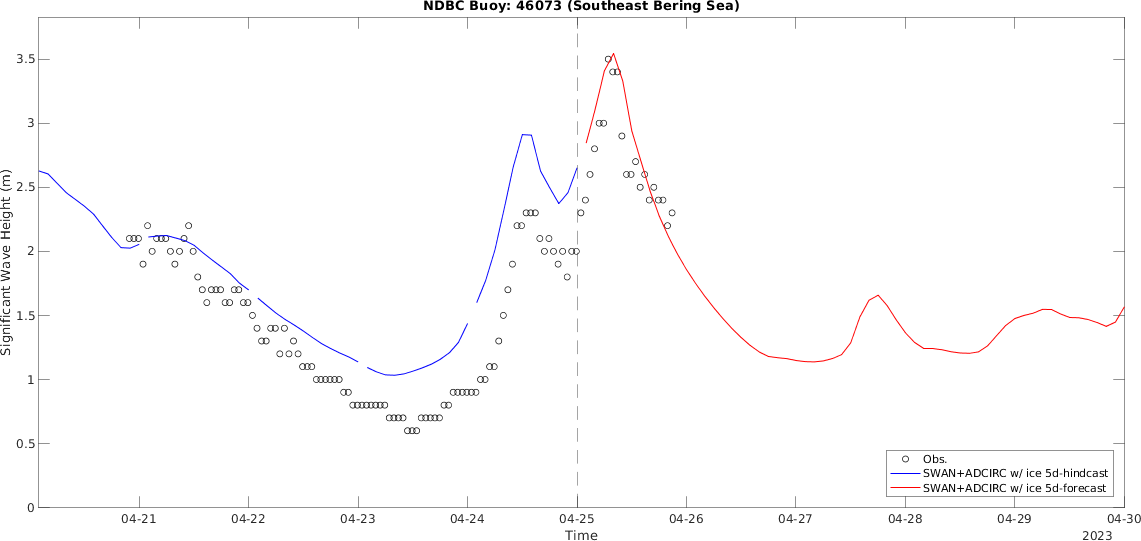 NDBC Buoy: 46073 (Southeast Bering Sea)
Significant Wave Height (m)
3.5
3
2.5
2
1.5
1
0.5
0
Obs.
SWAN+ADCIRC w/ ice 5d-hindcast
SWAN+ADCIRC w/ ice 5d-forecast
04-21 04-22 04-23 04-24 04-25 04-26 04-27 04-28 04-29 04-30
Time
2023